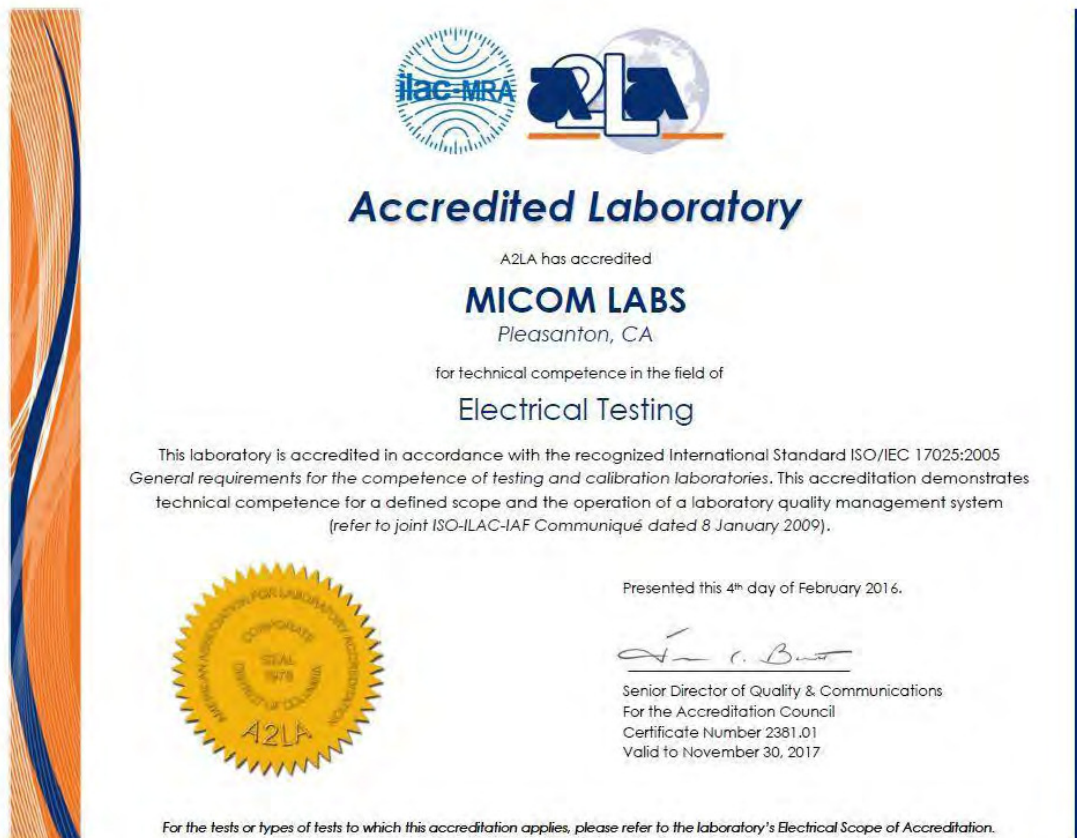 ilac-MRA
A2LA
Accredited Laboratory
A2LA has accredited
MICOM LABS
Pleasanton, CA
for technical competence in the field of
Electrical Testing
This laboratory is accredited in accordance with the recognized International Standard ISO/IEC 17025:2005
General requirements for the competence of testing and calibration laboratories. This accreditation demonstrates
technical competence for a defined scope and the operation of a laboratory quality management system
(refer to joint ISO-ILAC-IAF Communiqué dated 8 January 2009).
AMERICAN ASSOCIATION FOR LABORATORY ACCREDITATION
CORPORATE
SEAL
1978
DISTRICT OF COLUMBIA
A2LA
Presented this 4th day of February 2016.
Senior Director of Quality & Communications
For the Accreditation Council
Certificate Number 2381.01
Valid to November 30, 2017
For the tests or types of tests to which this accreditation applies, please refer to the laboratory's Electrical Scope of Accreditation.